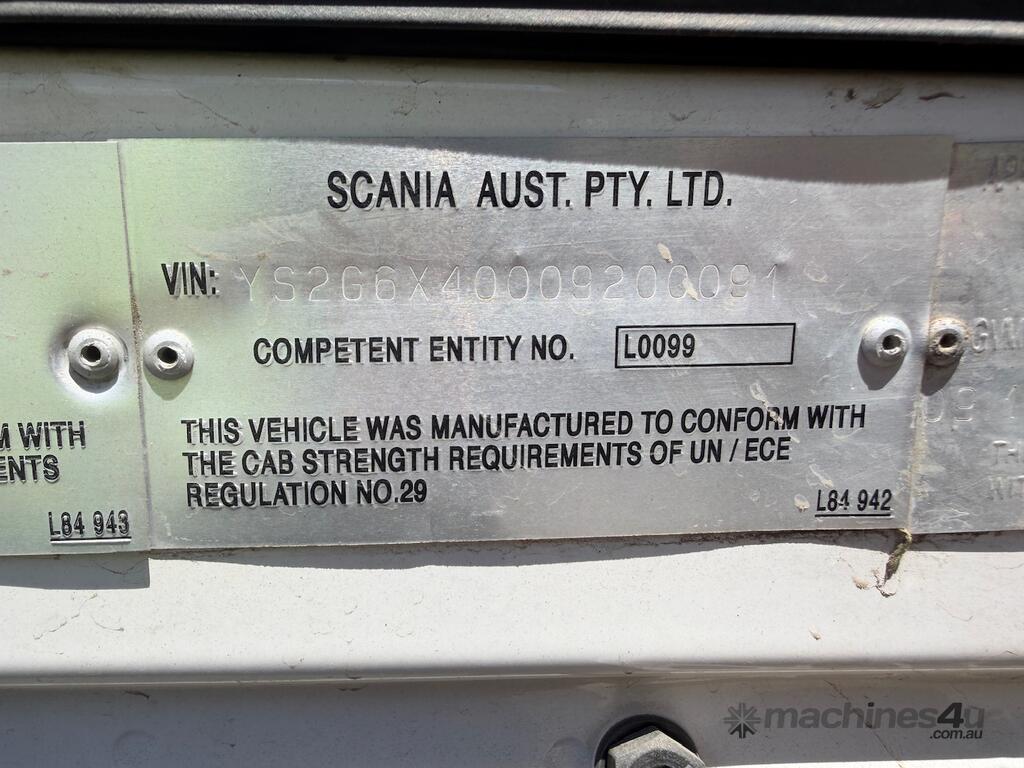 SCANIA AUST. PTY. LTD.
VIN: YS2G6X40009200091
COMPETENT ENTITY NO. L0099
THIS VEHICLE WAS MANUFACTURED TO CONFORM WITH
THE CAB STRENGTH REQUIREMENTS OF UN / ECE
REGULATION NO.29
L84 942
WITH
L84 943
machines4u
.com.au